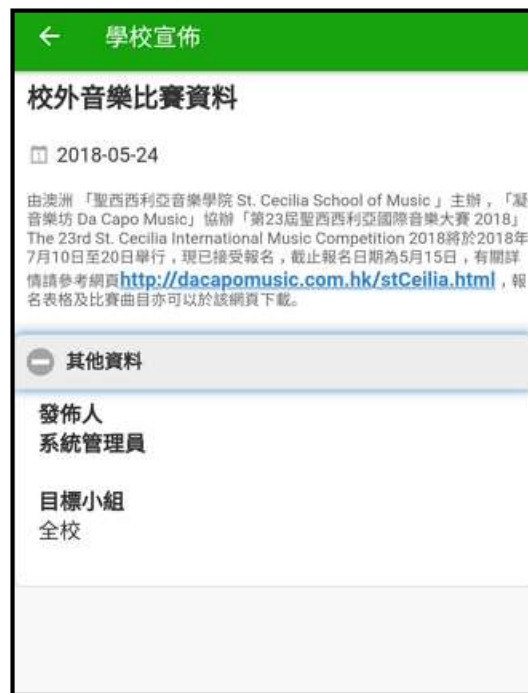 學校宣佈
校外音樂比賽資料
2018-05-24
由澳洲 「聖西西利亞音樂學院 St. Cecilia School of Music 」主辦 , 「凝
音樂坊 Da Capo Music」協辦「第23屆聖西西利亞國際音樂大賽 2018」
The 23rd St. Cecilia International Music Competition 2018將於2018年
7月10日至20日舉行 , 現已接受報名 , 截止報名日期為5月15日 , 有關詳
情請參考網頁http://dacapomusic.com.hk/stCeilia.html , 報
名表格及比賽曲目亦可以於該網頁下載。
其他資料
發佈人
系統管理員
目標小組
全校